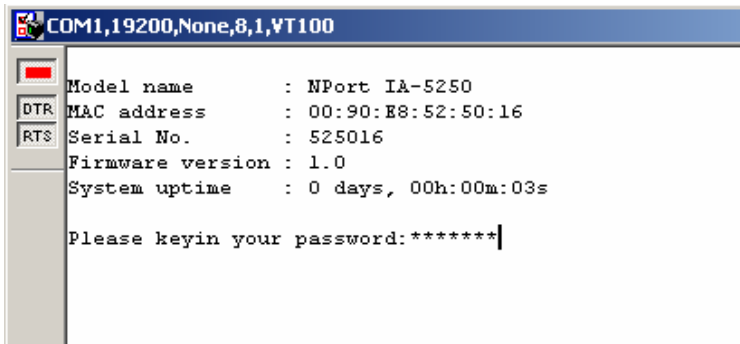 COM1,19200,None,8,1,VT100
Model name : NPort IA-5250
DTR
MAC address : 00:90:E8:52:50:16
RTS
Serial No. : 525016
Firmware version : 1.0
System uptime : 0 days, 00h:00m:03s
Please keyin your password:*******